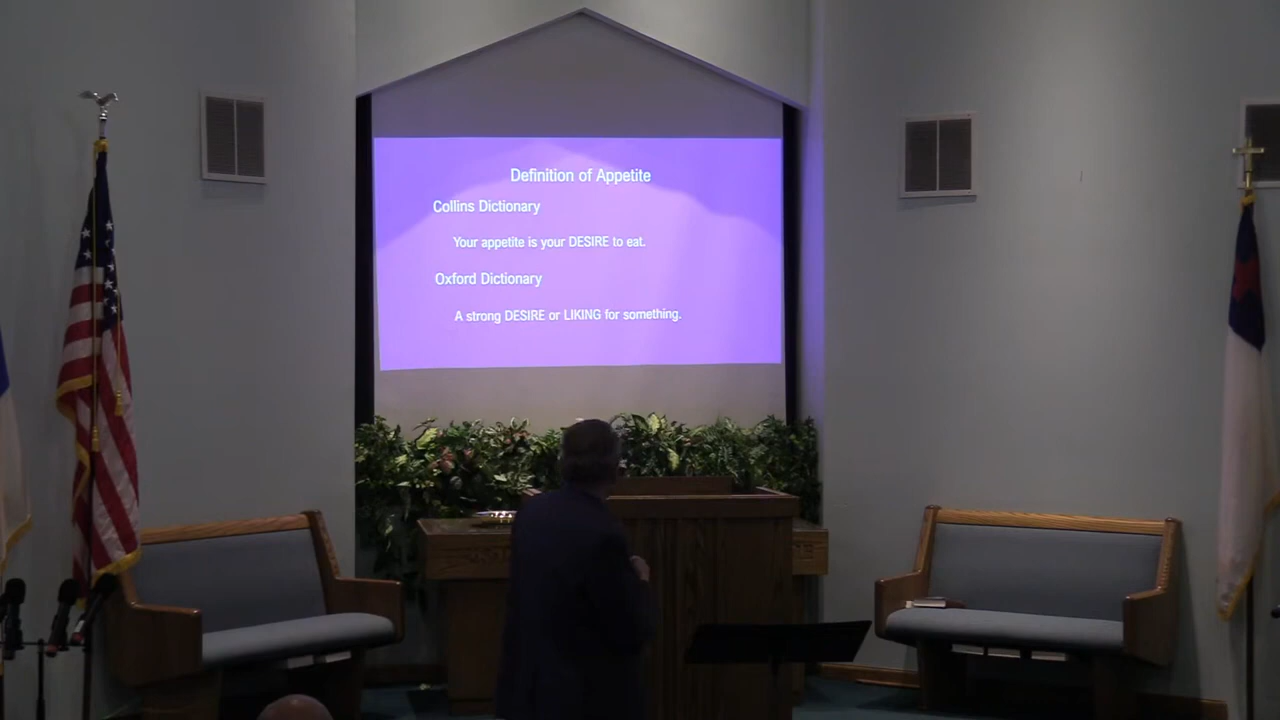 Definition of Appetite
Collins Dictionary
Your appetite is your DESIRE to eat.
Oxford Dictionary
A strong DESIRE or LIKING for something.